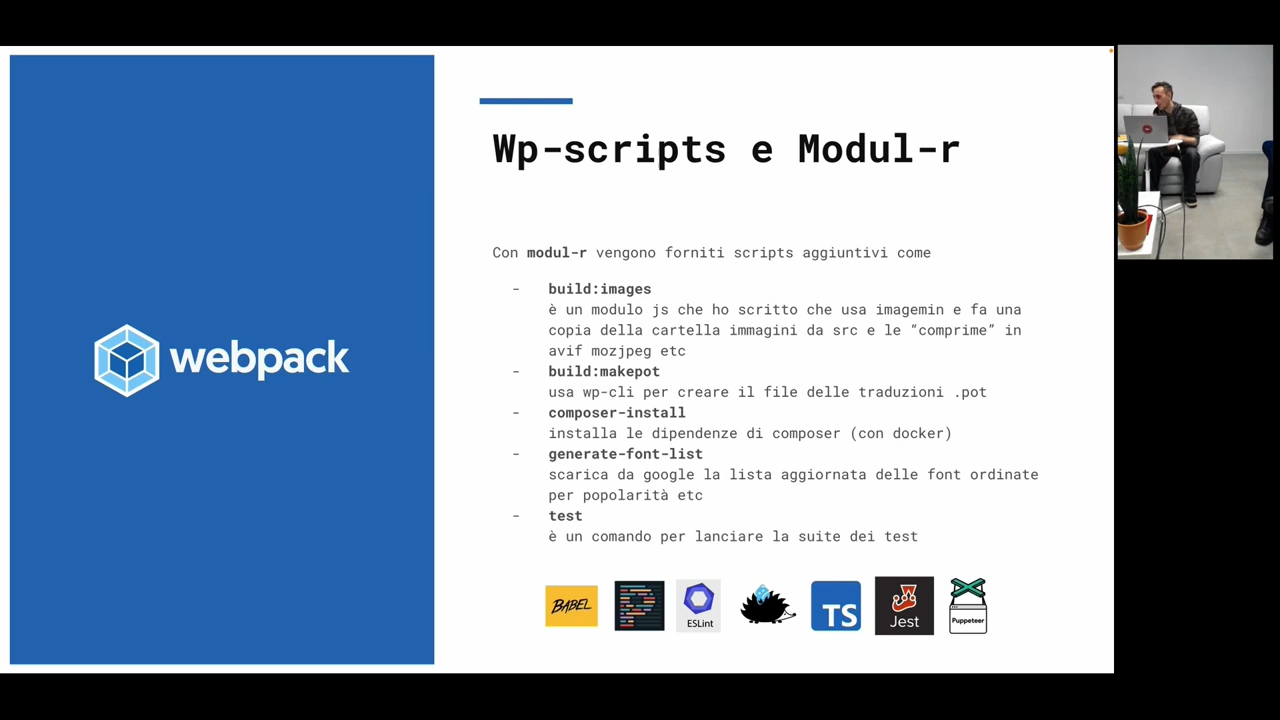 Wp-scripts e Modul-r
Con modul-r vengono forniti scripts aggiuntivi come
- build:images
è un modulo js che ho scritto che usa imagemin e fa una
copia della cartella immagini da src e le “comprime” in
avif mozjpeg etc
- build:makepot
usa wp-cli per creare il file delle traduzioni .pot
- composer-install
installa le dipendenze di composer (con docker)
- generate-font-list
scarica da google la lista aggiornata delle font ordinate
per popolarità etc
- test
è un comando per lanciare la suite dei test
webpack
BABEL
ESLint
TS
Jest
Puppeteer